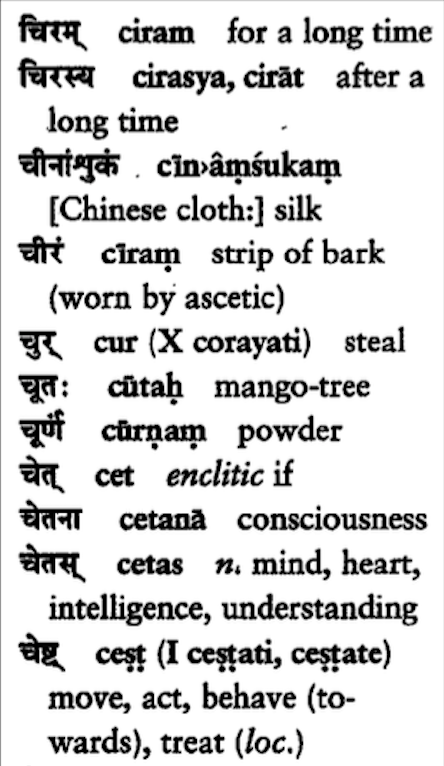 चिरम् ciram for a long time
चिरस्य cirasya, cirāt after a
long time
चीनांशुकं cīn›âṃśukaṃ
[Chinese cloth:] silk
चीरं cīraṃ strip of bark
(worn by ascetic)
चुर् cur (X corayati) steal
चूतः cūtaḥ mango-tree
चूर्णं cūrṇaṃ powder
चेत् cet enclitic if
चेतना cetanā consciousness
चेतस् cetas n. mind, heart,
intelligence, understanding
चेष्ट् ceṣṭ (I ceṣṭati, ceṣṭate)
move, act, behave (to-
wards), treat (loc.)